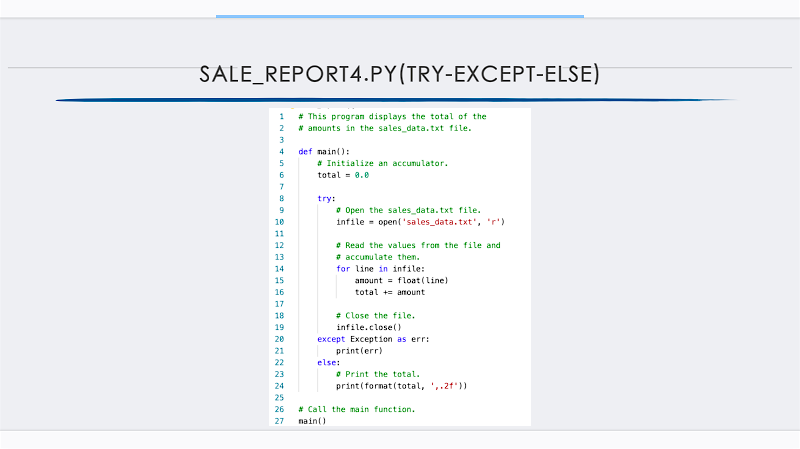 SALE_REPORT4.PY(TRY-EXCEPT-ELSE)
1 # This program displays the total of the
2 # amounts in the sales_data.txt file.
3
4 def main():
5     # Initialize an accumulator.
6     total = 0.0
7
8     try:
9         # Open the sales_data.txt file.
10         infile = open('sales_data.txt', 'r')
11
12         # Read the values from the file and
13         # accumulate them.
14         for line in infile:
15             amount = float(line)
16             total += amount
17
18         # Close the file.
19         infile.close()
20     except Exception as err:
21         print(err)
22     else:
23         # Print the total.
24         print(format(total, ',.2f'))
25
26 # Call the main function.
27 main()